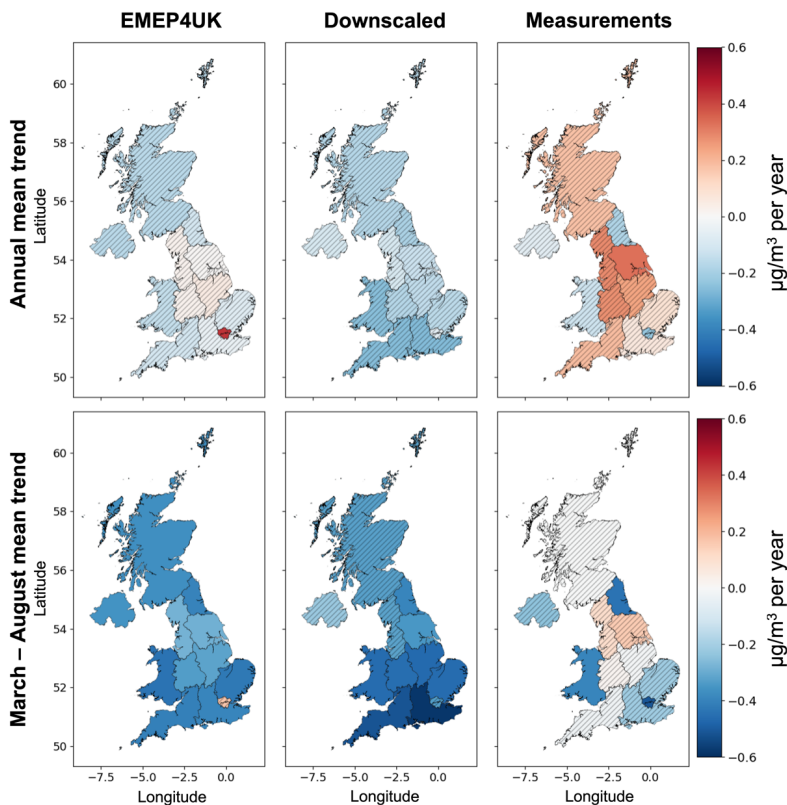 EMEP4UK Downscaled Measurements
Annual mean trend
Latitude
60
58
56
54
52
50
0.6
0.4
0.2
0.0
−0.2
−0.4
−0.6
μg/m³ per year
March – August mean trend
Latitude
60
58
56
54
52
50
0.6
0.4
0.2
0.0
−0.2
−0.4
−0.6
μg/m³ per year
−7.5 −5.0 −2.5 0.0 −7.5 −5.0 −2.5 0.0 −7.5 −5.0 −2.5 0.0
Longitude Longitude Longitude